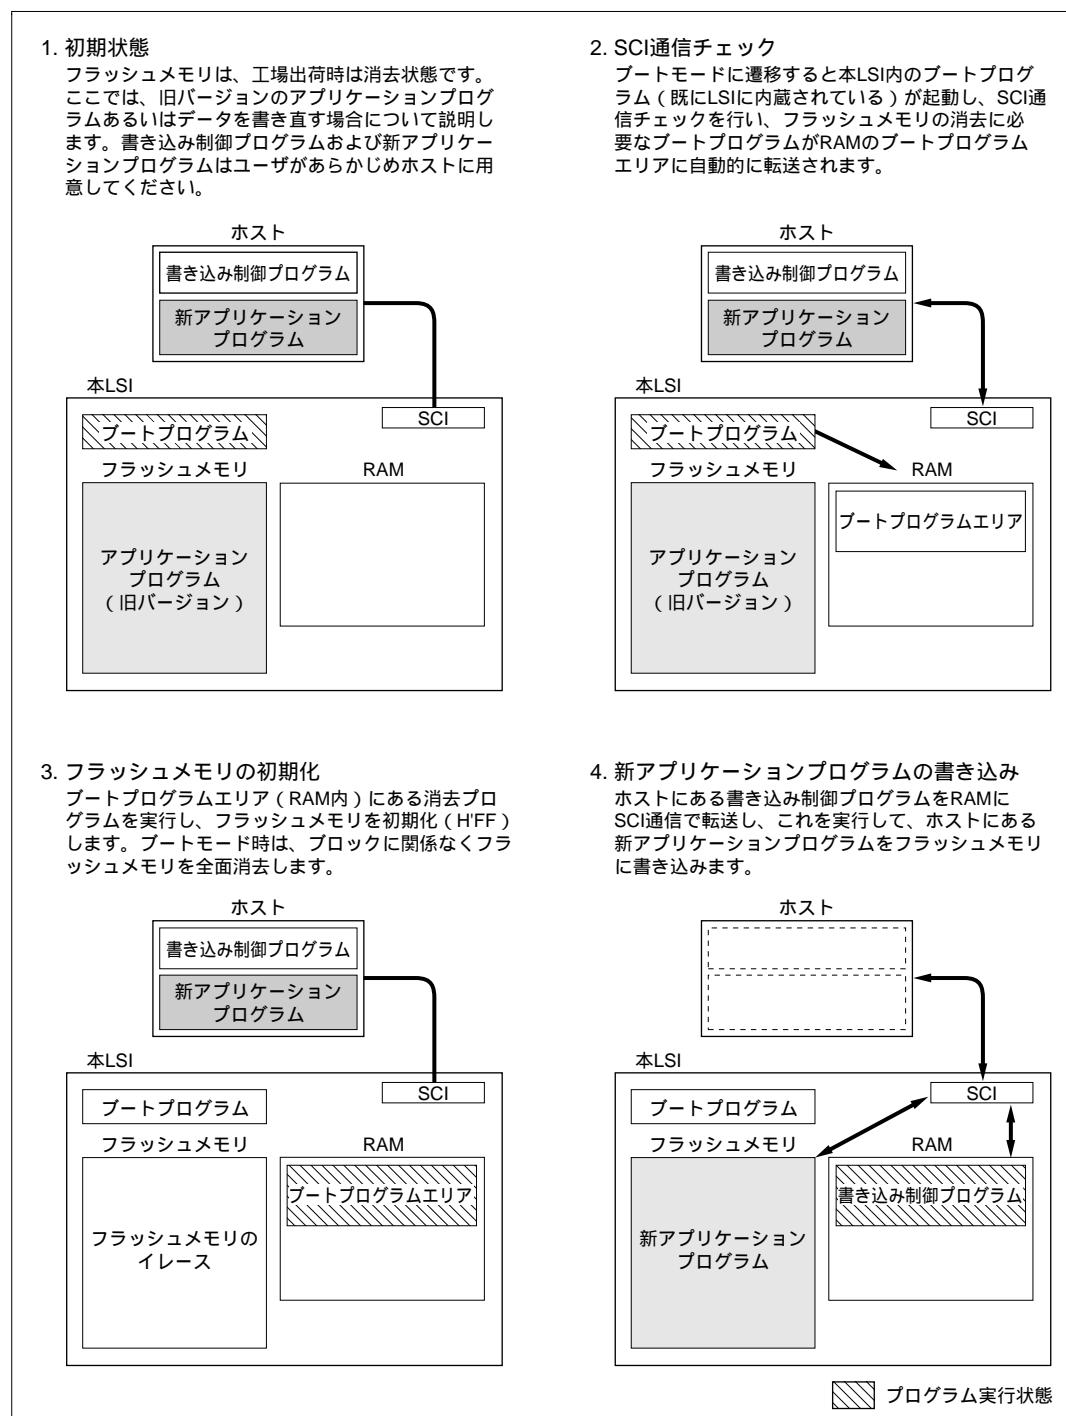 1. 初期状態
フラッシュメモリは、工場出荷時は消去状態です。
ここでは、旧バージョンのアプリケーションプログ
ラムあるいはデータを書き直す場合について説明し
ます。書き込み制御プログラムおよび新アプリケー
ションプログラムはユーザがあらかじめホストに用
意してください。
ホスト
書き込み制御プログラム
新アプリケーション
プログラム
本LSI
SCI
ブートプログラム
フラッシュメモリ
RAM
アプリケーション
プログラム
(旧バージョン)
2. SCI通信チェック
ブートモードに遷移すると本LSI内のブートプログ
ラム(既にLSIに内蔵されている)が起動し、SCI通
信チェックを行い、フラッシュメモリの消去に必
要なブートプログラムがRAMのブートプログラム
エリアに自動的に転送されます。
ホスト
書き込み制御プログラム
新アプリケーション
プログラム
本LSI
SCI
ブートプログラム
フラッシュメモリ
RAM
ブートプログラムエリア
アプリケーション
プログラム
(旧バージョン)
3. フラッシュメモリの初期化
ブートプログラムエリア(RAM内)にある消去プロ
グラムを実行し、フラッシュメモリを初期化(H'FF)
します。ブートモード時は、ブロックに関係なくフラ
ッシュメモリを全面消去します。
ホスト
書き込み制御プログラム
新アプリケーション
プログラム
本LSI
SCI
ブートプログラム
フラッシュメモリ
RAM
ブートプログラムエリア
フラッシュメモリの
イレース
4. 新アプリケーションプログラムの書き込み
ホストにある書き込み制御プログラムをRAMに
SCI通信で転送し、これを実行して、ホストにある
新アプリケーションプログラムをフラッシュメモリ
に書き込みます。
ホスト
本LSI
SCI
ブートプログラム
フラッシュメモリ
RAM
書き込み制御プログラム
新アプリケーション
プログラム
プログラム実行状態